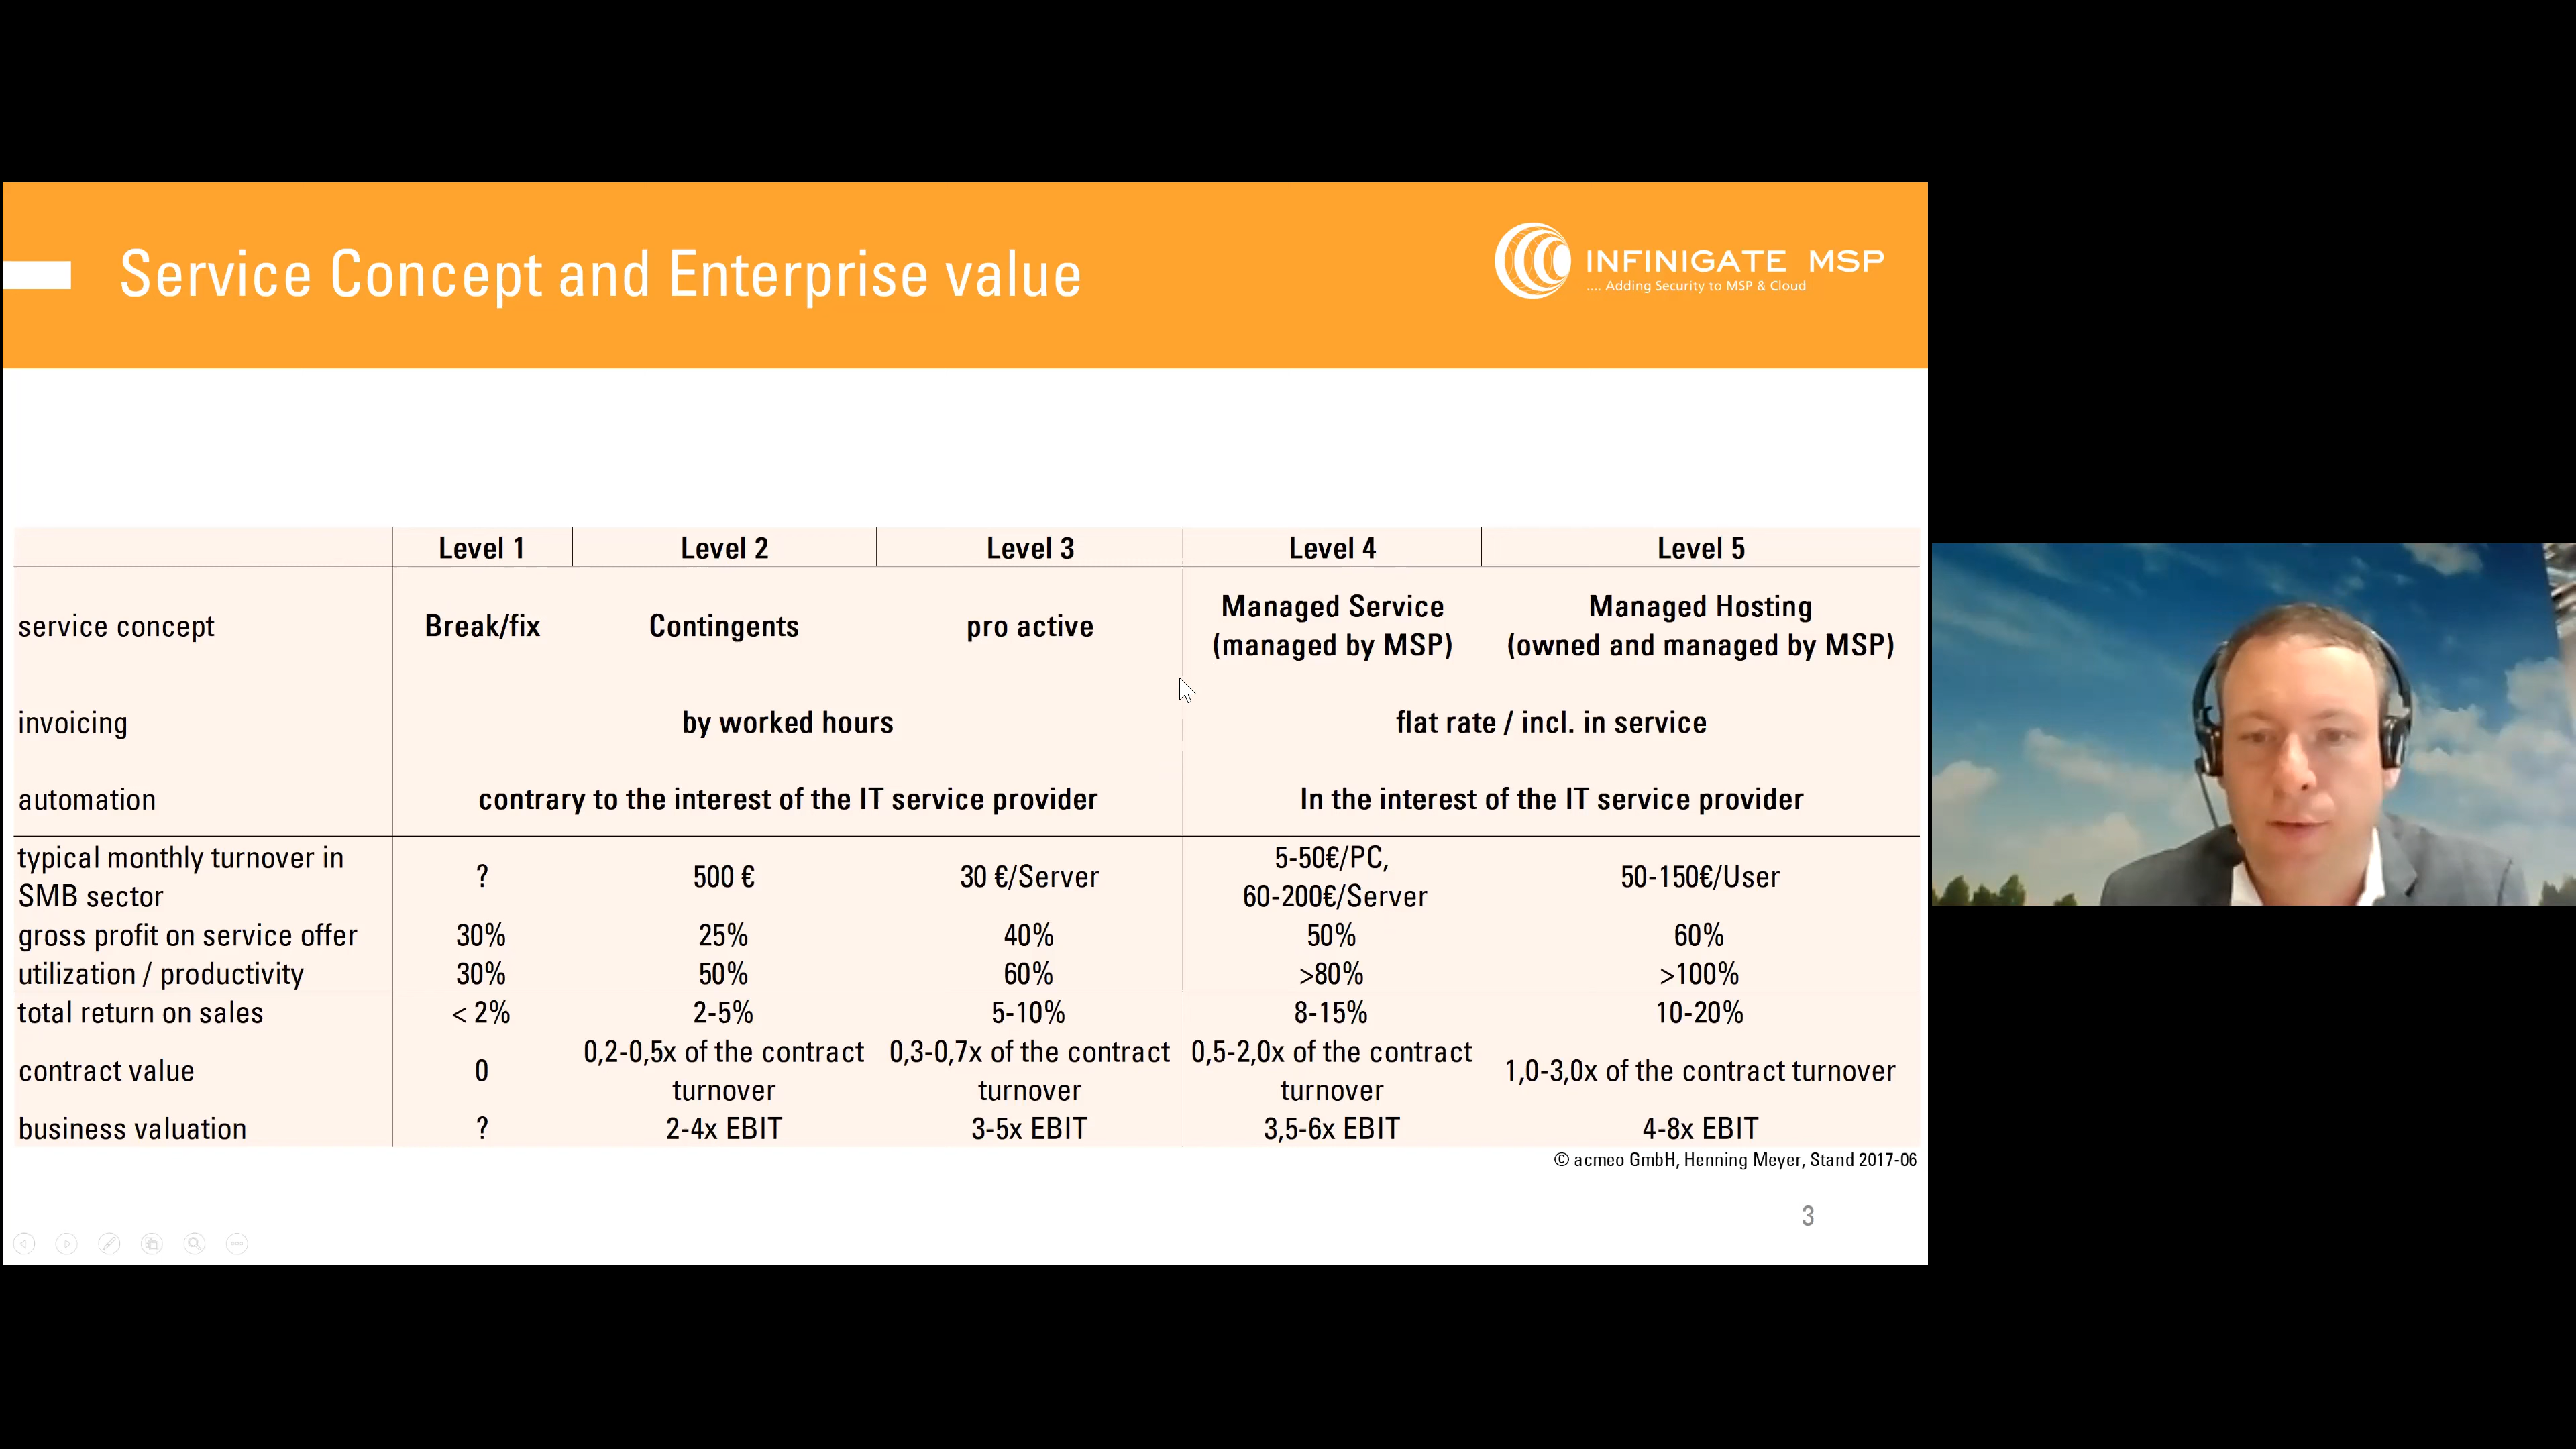 Service Concept and Enterprise value
INFINIGATE MSP
.... Adding Security to MSP & Cloud
Level 1 Level 2 Level 3 Level 4 Level 5
service concept Break/fix Contingents pro active Managed Service (managed by MSP) Managed Hosting (owned and managed by MSP)
invoicing by worked hours flat rate / incl. in service
automation contrary to the interest of the IT service provider In the interest of the IT service provider
typical monthly turnover in SMB sector ? 500 € 30 €/Server 5-50€/PC, 60-200€/Server 50-150€/User
gross profit on service offer 30% 25% 40% 50% 60%
utilization / productivity 30% 50% 60% >80% >100%
total return on sales < 2% 2-5% 5-10% 8-15% 10-20%
contract value 0 0,2-0,5x of the contract turnover 0,3-0,7x of the contract turnover 0,5-2,0x of the contract turnover 1,0-3,0x of the contract turnover
business valuation ? 2-4x EBIT 3-5x EBIT 3,5-6x EBIT 4-8x EBIT
© acmeo GmbH, Henning Meyer, Stand 2017-06
3